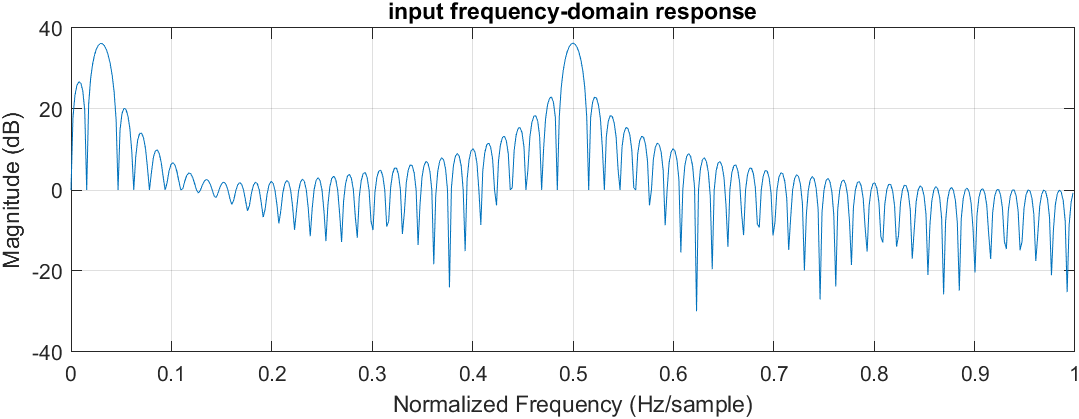 input frequency-domain response
Magnitude (dB)
40
20
0
-20
-40
0 0.1 0.2 0.3 0.4 0.5 0.6 0.7 0.8 0.9 1
Normalized Frequency (Hz/sample)